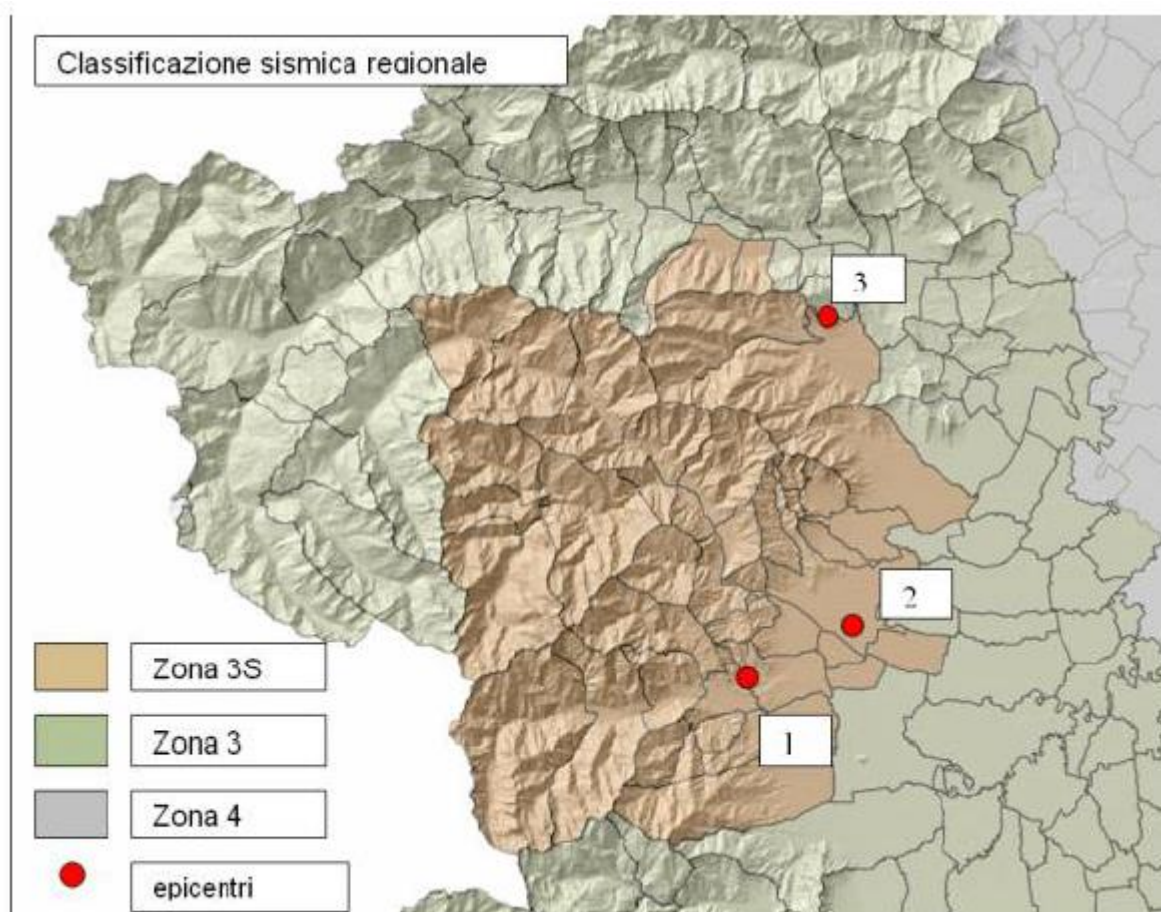 Classificazione sismica regionale
3
2
1
Zona 3S
Zona 3
Zona 4
epicentri